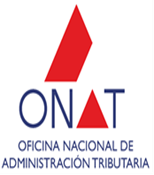 ONAT
OFICINA NACIONAL DE
ADMINISTRACIÓN TRIBUTARIA